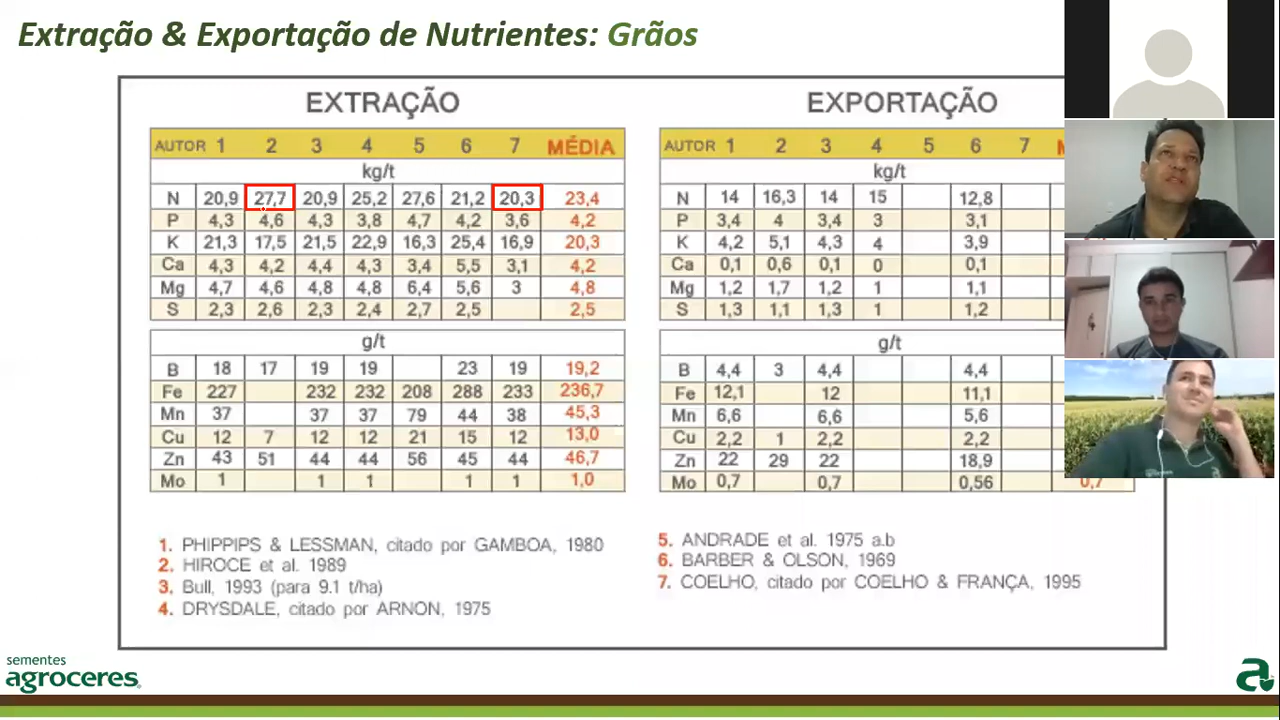 Extração & Exportação de Nutrientes: Grãos
EXTRAÇÃO
AUTOR 1 2 3 4 5 6 7 MÉDIA
kg/t
N 20,9 27,7 20,9 25,2 27,6 21,2 20,3 23,4
P 4,3 4,6 4,3 3,8 4,7 4,2 3,6 4,2
K 21,3 17,5 21,5 22,9 16,3 25,4 16,9 20,3
Ca 4,3 4,2 4,4 4,3 3,4 5,5 3,1 4,2
Mg 4,7 4,6 4,8 4,8 6,4 5,6 3 4,8
S 2,3 2,6 2,3 2,4 2,7 2,5 2,5
g/t
B 18 17 19 19 23 19 19,2
Fe 227 232 232 208 288 233 236,7
Mn 37 37 37 79 44 38 45,3
Cu 12 7 12 12 21 15 12 13,0
Zn 43 51 44 44 56 45 44 46,7
Mo 1 1 1 1 1 1,0
EXPORTAÇÃO
AUTOR 1 2 3 4 5 6 7
kg/t
N 14 16,3 14 15 12,8
P 3,4 4 3,4 3 3,1
K 4,2 5,1 4,3 4 3,9
Ca 0,1 0,6 0,1 0 0,1
Mg 1,2 1,7 1,2 1 1,1
S 1,3 1,1 1,3 1 1,2
g/t
B 4,4 3 4,4 4,4
Fe 12,1 12 11,1
Mn 6,6 6,6 5,6
Cu 2,2 1 2,2 2,2
Zn 22 29 22 18,9
Mo 0,7 0,7 0,56 0,7
1. PHIPPIPS & LESSMAN, citado por GAMBOA, 1980
2. HIROCE et al. 1989
3. Bull, 1993 (para 9.1 t/ha)
4. DRYSDALE, citado por ARNON, 1975
5. ANDRADE et al. 1975 a.b
6. BARBER & OLSON, 1969
7. COELHO, citado por COELHO & FRANÇA, 1995
sementes
agroceres